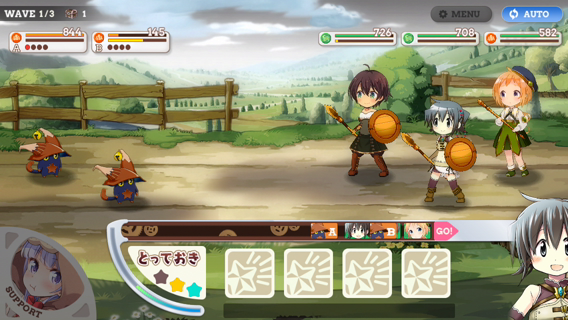 WAVE 1/3 1
MENU
AUTO
844
A
145
B
726
708
582
A
B
GO!
とっておき
SUPPORT